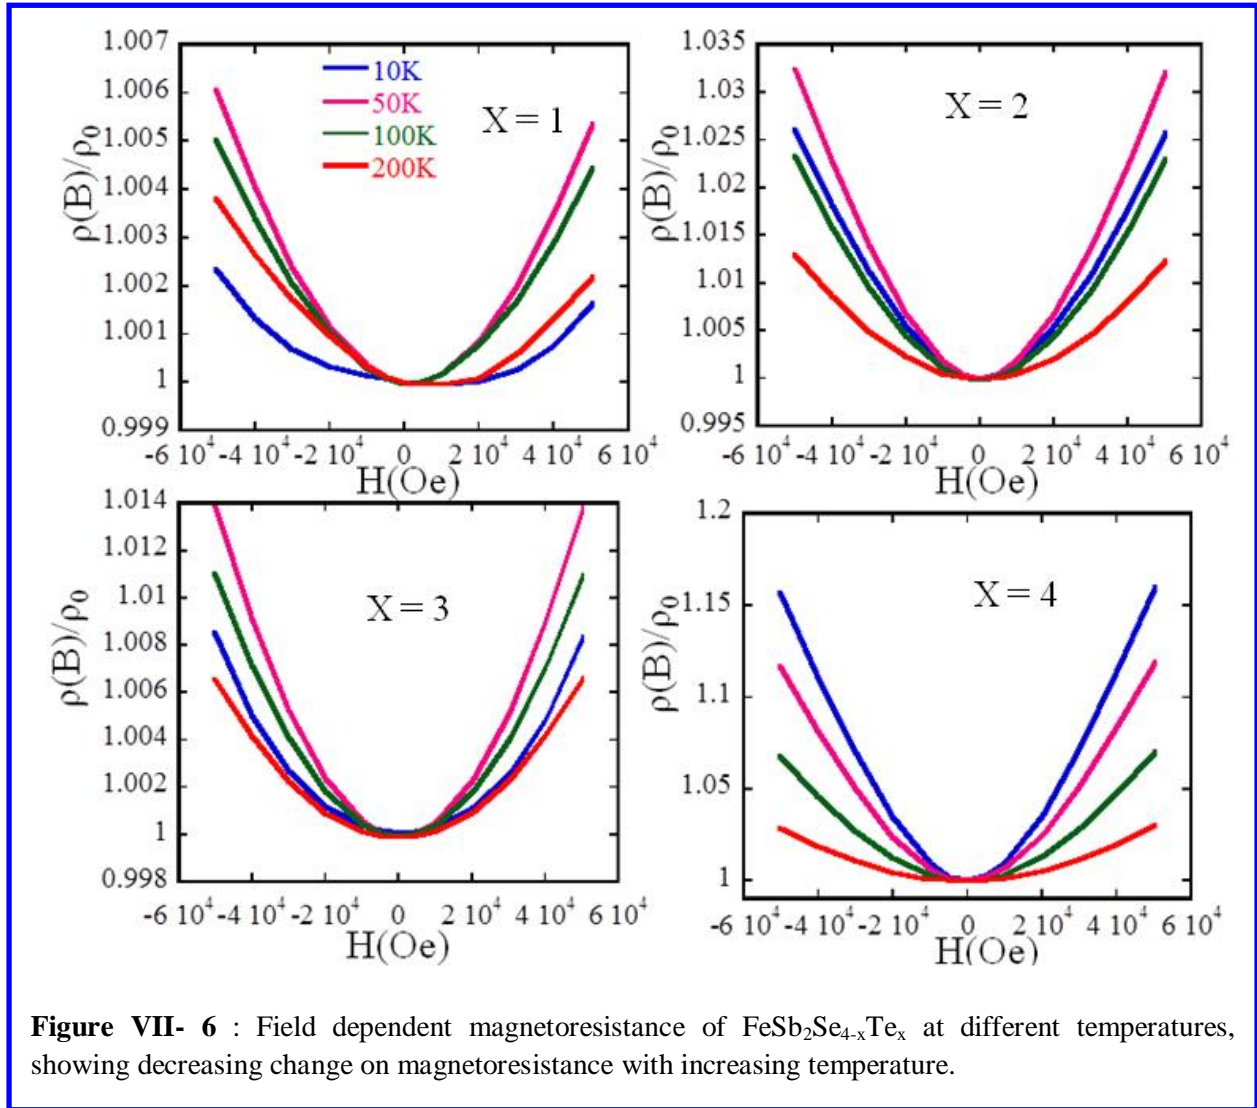 1.007
1.006
1.005
1.004
1.003
1.002
1.001
1
0.999
ρ(B)/ρ₀
10K
50K
100K
200K
X = 1
-6 10⁴ -4 10⁴ -2 10⁴ 0 2 10⁴ 4 10⁴ 6 10⁴
H(Oe)
1.035
1.03
1.025
1.02
1.015
1.01
1.005
1
0.995
ρ(B)/ρ₀
X = 2
-6 10⁴ -4 10⁴ -2 10⁴ 0 2 10⁴ 4 10⁴ 6 10⁴
H(Oe)
1.014
1.012
1.01
1.008
1.006
1.004
1.002
1
0.998
ρ(B)/ρ₀
X = 3
-6 10⁴ -4 10⁴ -2 10⁴ 0 2 10⁴ 4 10⁴ 6 10⁴
H(Oe)
1.2
1.15
1.1
1.05
1
ρ(B)/ρ₀
X = 4
-6 10⁴ -4 10⁴ -2 10⁴ 0 2 10⁴ 4 10⁴ 6 10⁴
H(Oe)
Figure VII- 6 : Field dependent magnetoresistance of FeSb₂Se₄₋ₓTeₓ at different temperatures,
showing decreasing change on magnetoresistance with increasing temperature.